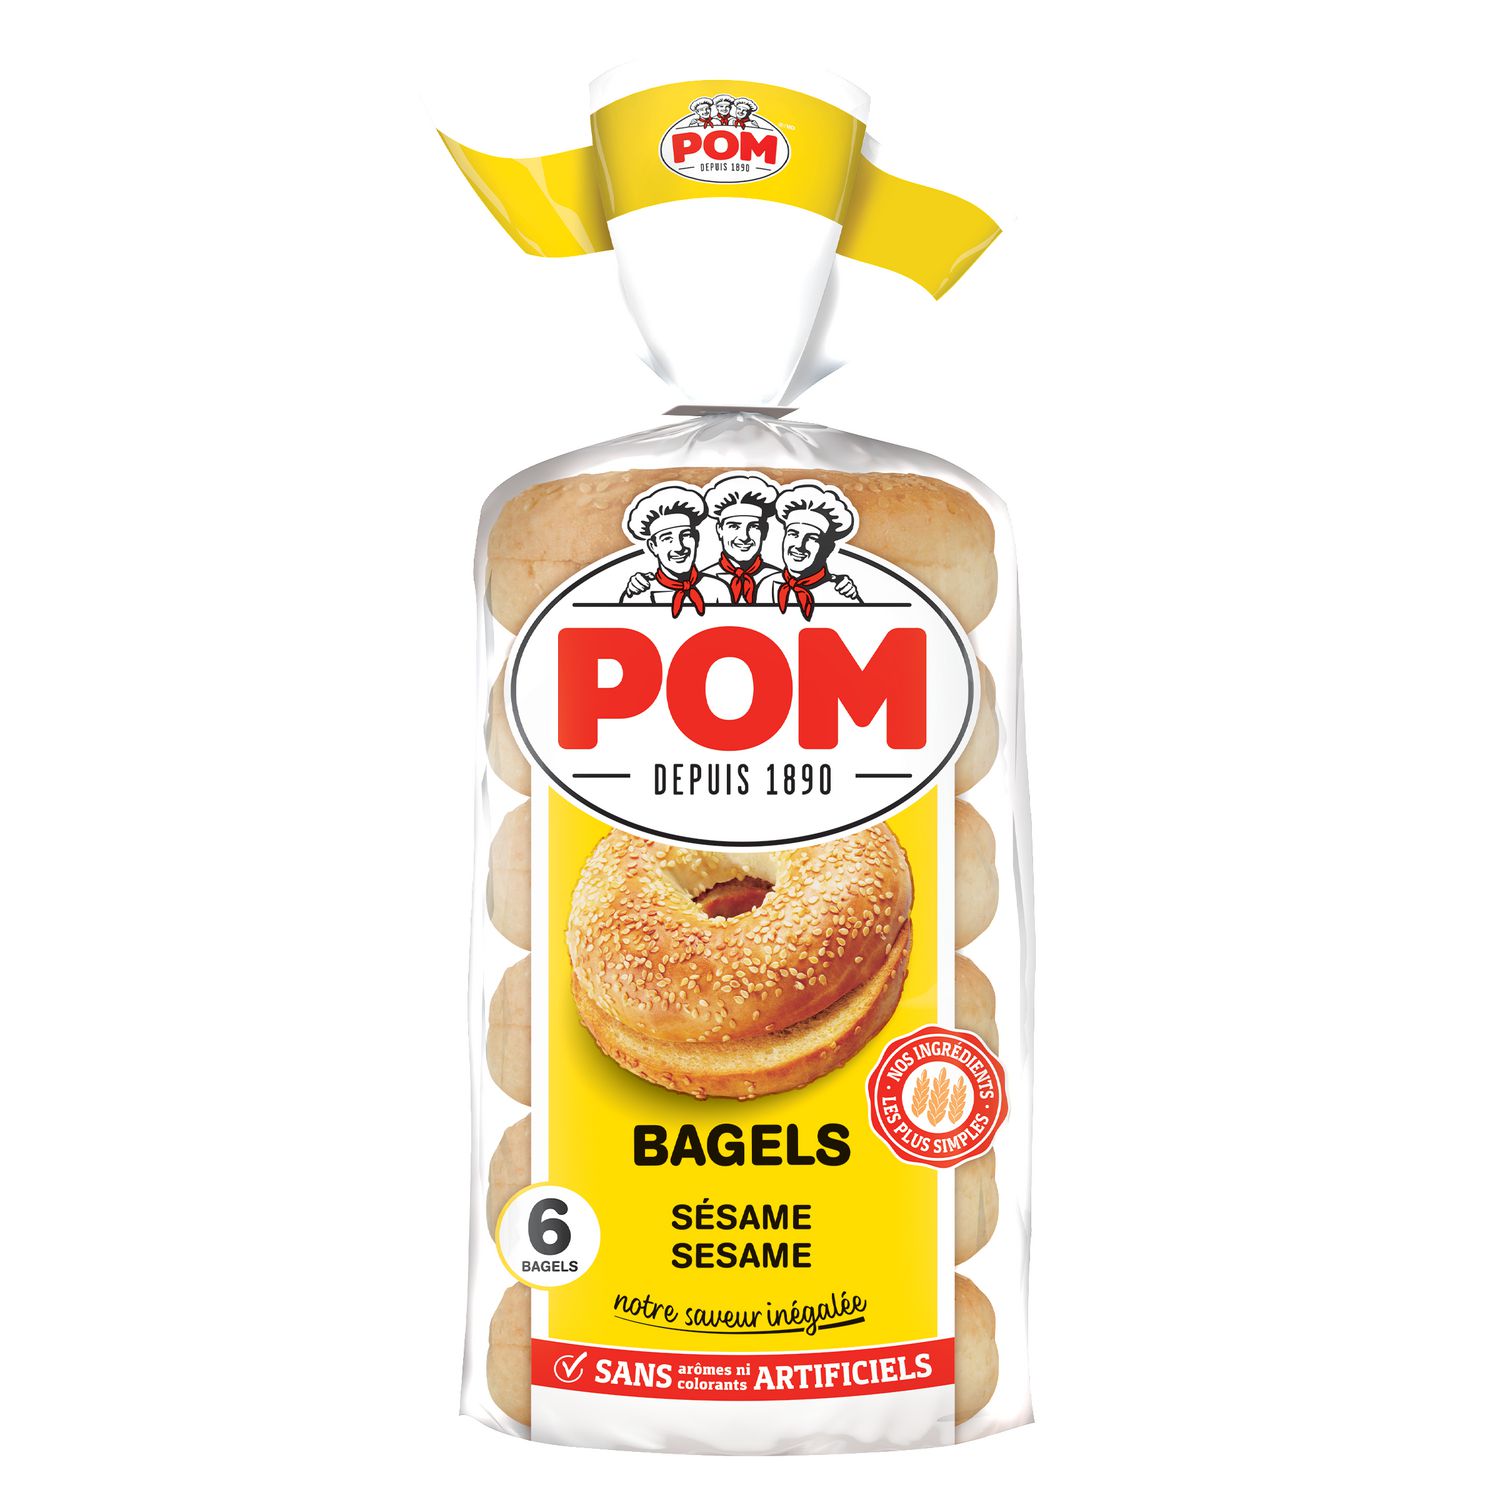 POM
DEPUIS 1890
POM
DEPUIS 1890
NOS INGRÉDIENTS
LES PLUS SIMPLES
BAGELS
6
BAGELS
SÉSAME
SESAME
notre saveur inégalée
SANS arômes ni colorants ARTIFICIELS